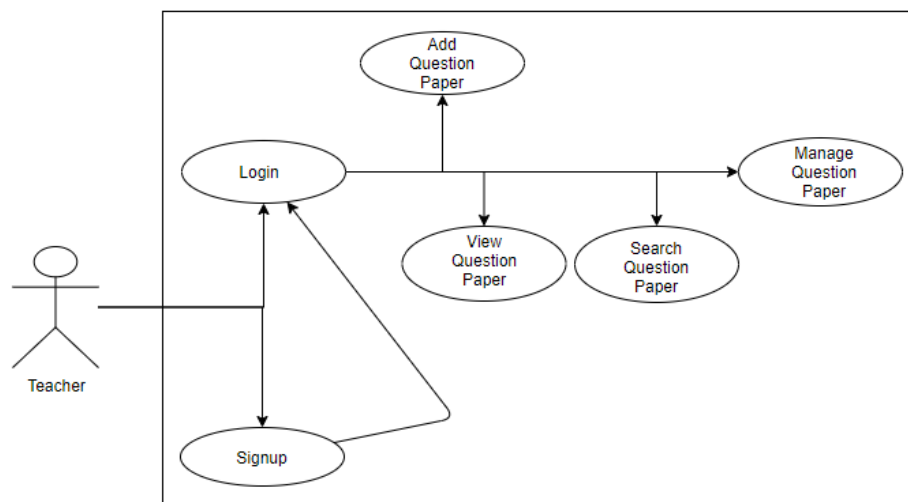 Add
Question
Paper
Login
Manage
Question
Paper
View
Question
Paper
Search
Question
Paper
Teacher
Signup